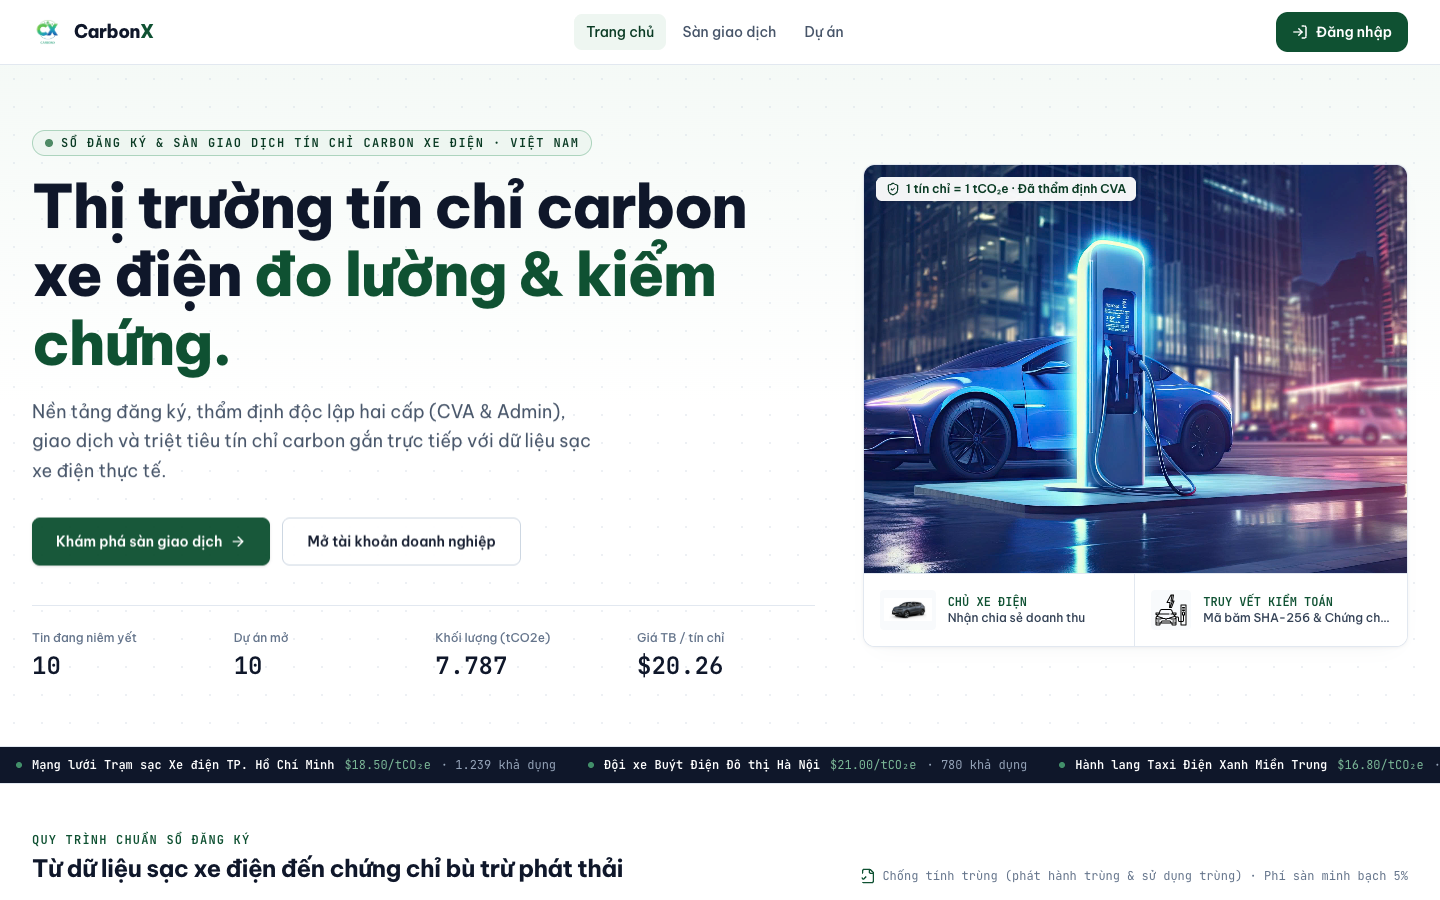 CarbonX
Trang chủ
Sàn giao dịch
Dự án
Đăng nhập
SỔ ĐĂNG KÝ & SÀN GIAO DỊCH TÍN CHỈ CARBON XE ĐIỆN · VIỆT NAM
Thị trường tín chỉ carbon
xe điện đo lường & kiểm
chứng.
Nền tảng đăng ký, thẩm định độc lập hai cấp (CVA & Admin),
giao dịch và triệt tiêu tín chỉ carbon gắn trực tiếp với dữ liệu sạc
xe điện thực tế.
Khám phá sàn giao dịch
Mở tài khoản doanh nghiệp
Tin đang niêm yết
10
Dự án mở
10
Khối lượng (tCO2e)
7.787
Giá TB / tín chỉ
$20.26
1 tín chỉ = 1 tCO₂e · Đã thẩm định CVA
CHỦ XE ĐIỆN
Nhận chia sẻ doanh thu
TRUY VẾT KIỂM TOÁN
Mã băm SHA-256 & Chứng ch...
Mạng lưới Trạm sạc Xe điện TP. Hồ Chí Minh $18.50/tCO₂e · 1.239 khả dụng
Đội xe Buýt Điện Đô thị Hà Nội $21.00/tCO₂e · 780 khả dụng
Hành lang Taxi Điện Xanh Miền Trung $16.80/tCO₂e ·
QUY TRÌNH CHUẨN SỔ ĐĂNG KÝ
Từ dữ liệu sạc xe điện đến chứng chỉ bù trừ phát thải
Chống tính trùng (phát hành trùng & sử dụng trùng) · Phí sàn minh bạch 5%